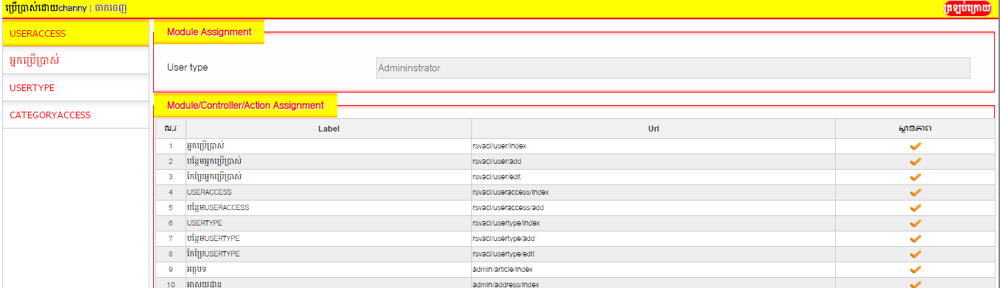 ប្រើប្រាស់ដោយchanny | ចាកចេញ
ត្រឡប់ក្រោយ
USERACCESS
អ្នកប្រើប្រាស់
USERTYPE
CATEGORYACCESS
Module Assignment
User type Admininstrator
Module/Controller/Action Assignment
ល.រ Label Url ស្ថានភាព
1 អ្នកប្រើប្រាស់ rsvacl/user/index
2 បន្ថែមអ្នកប្រើប្រាស់ rsvacl/user/add
3 កែប្រែអ្នកប្រើប្រាស់ rsvacl/user/edit
4 USERACCESS rsvacl/useraccess/index
5 បន្ថែមUSERACCESS rsvacl/useraccess/add
6 USERTYPE rsvacl/usertype/index
7 បន្ថែមUSERTYPE rsvacl/usertype/add
8 កែប្រែUSERTYPE rsvacl/usertype/edit
9 អត្ថបទ admin/article/index
10 អាសយដ្ឋាន admin/address/index